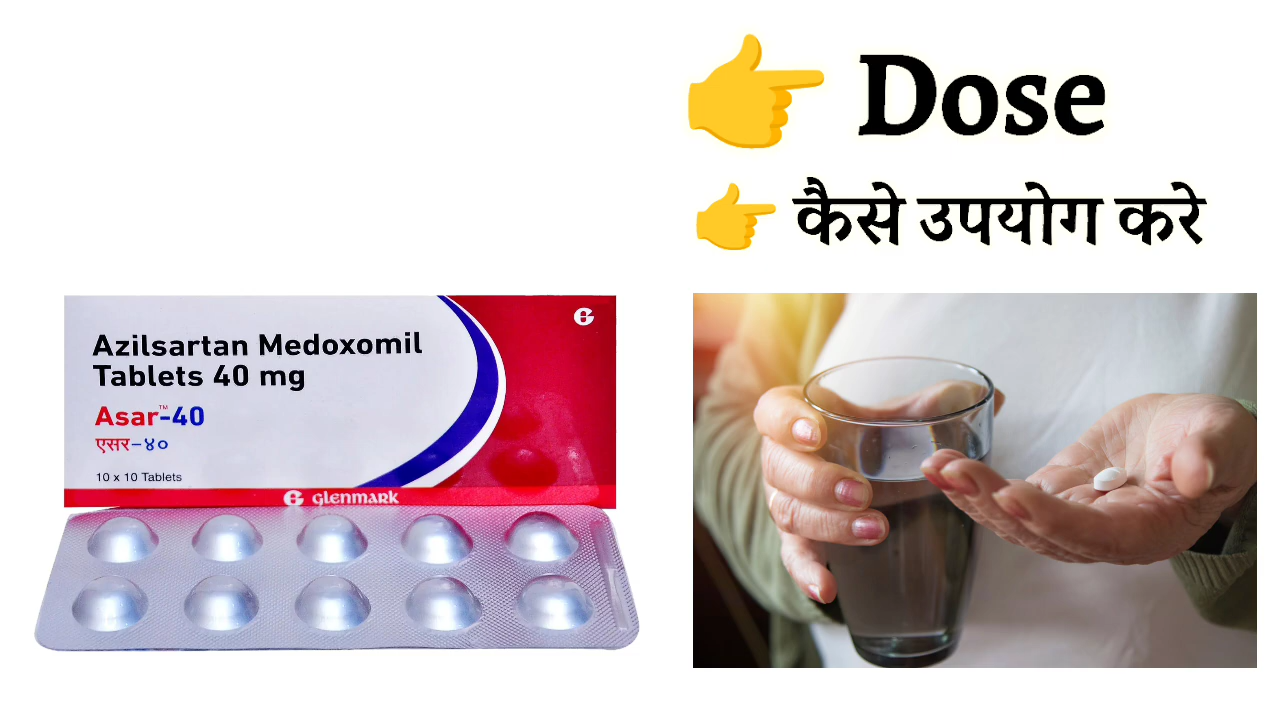 Dose
कैसे उपयोग करे
Azilsartan Medoxomil
Tablets 40 mg
Asar™-40
एसर-४०
10 x 10 Tablets
glenmark